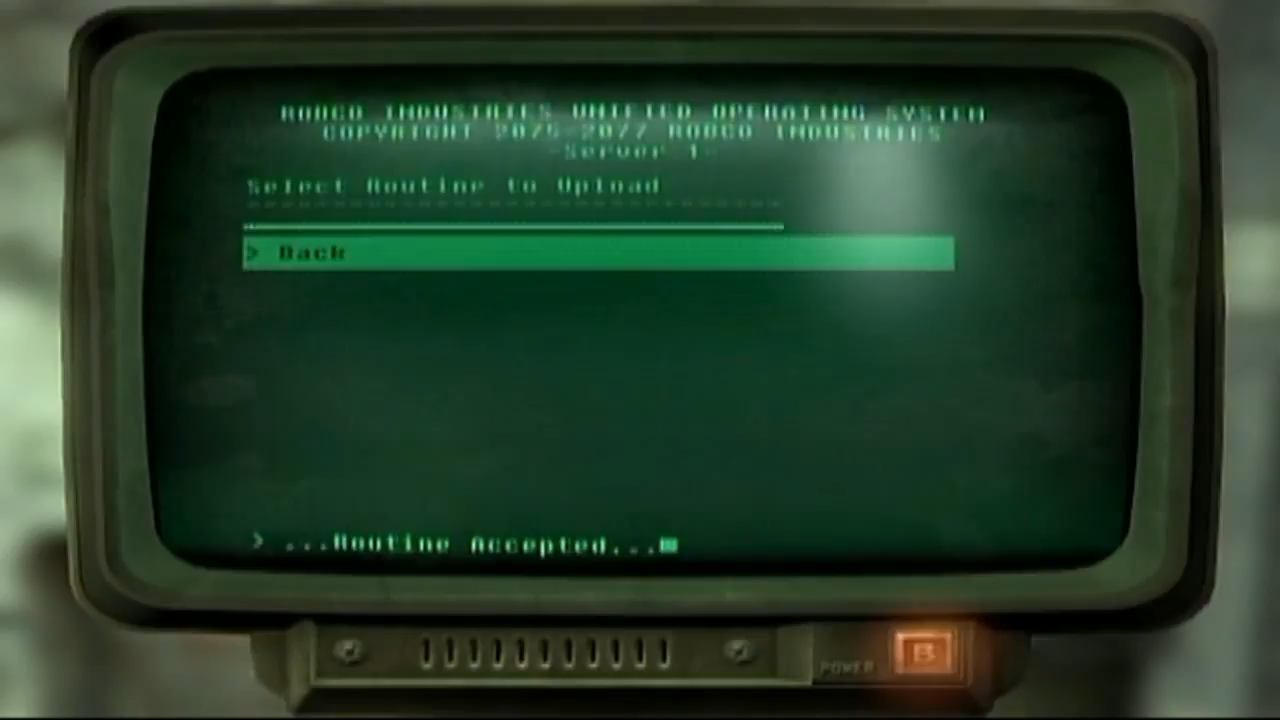 ROBCO INDUSTRIES UNIFIED OPERATING SYSTEM
COPYRIGHT 2075-2077 ROBCO INDUSTRIES
-Server 1-
Select Routine to Upload
> Back
> ...Routine Accepted...
POWER
B